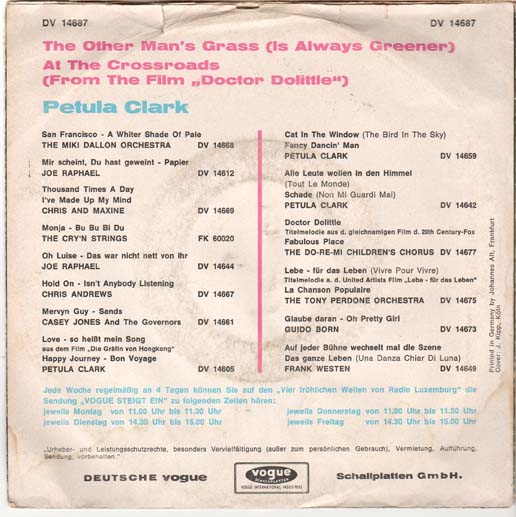 DV 14687 DV 14687
The Other Man's Grass (Is Always Greener)
At The Crossroads
(From The Film „Doctor Dolittle")
Petula Clark
San Francisco - A Whiter Shade Of Pale
THE MIKI DALLON ORCHESTRA DV 14668
Mir scheint, Du hast geweint - Papier
JOE RAPHAEL DV 14612
Thousand Times A Day
I've Made Up My Mind
CHRIS AND MAXINE DV 14669
Monja - Bu Bu Bi Du
THE CRY'N STRINGS FK 60020
Oh Luise - Das war nicht nett von ihr
JOE RAPHAEL DV 14644
Hold On - Isn't Anybody Listening
CHRIS ANDREWS DV 14667
Mervyn Guy - Sands
CASEY JONES And The Governors DV 14661
Love - so heißt mein Song
aus dem Film „Die Gräfin von Hongkong"
Happy Journey - Bon Voyage
PETULA CLARK DV 14605
Cat In The Window (The Bird In The Sky)
Fancy Dancin' Man
PETULA CLARK DV 14659
Alle Leute wollen in den Himmel
(Tout Le Monde)
Schade (Non Mi Guardi Mai)
PETULA CLARK DV 14642
Doctor Dolittle
Titelmelodie aus d. gleichnamigen Film d. 20th Century-Fox
Fabulous Place
THE DO-RE-MI CHILDREN'S CHORUS DV 14677
Lebe - für das Leben (Vivre Pour Vivre)
Titelmelodie a. d. United Artists Film „Lebe - für das Leben"
La Chanson Populaire
THE TONY PERDONE ORCHESTRA DV 14675
Glaube daran - Oh Pretty Girl
GUIDO BORN DV 14673
Auf jeder Bühne wechselt mal die Szene
Das ganze Leben (Una Danza Chiar Di Luna)
FRANK WESTEN DV 14649
Printed in Germany by Johannes Alt, Frankfurt
Cover: J. Kipp, Köln
Jede Woche regelmäßig an 4 Tagen können Sie auf den „Vier fröhlichen Wellen von Radio Luxemburg" die
Sendung „VOGUE STEIGT EIN" zu folgenden Zeiten hören:
jeweils Montag von 11.00 Uhr bis 11.30 Uhr jeweils Donnerstag von 11.00 Uhr bis 11.30 Uhr
jeweils Dienstag von 14.30 Uhr bis 15.00 Uhr jeweils Freitag von 14.30 Uhr bis 15.00 Uhr
„Urheber- und Leistungsschutzrechte, besonders Vervielfältigung (außer zum persönlichen Gebrauch), Vermietung, Aufführung,
Sendung, vorbehalten."
DEUTSCHE VOGUE vogue Schallplatten GmbH.
SCHALLPLATTEN
VOGUE INTERNATIONAL INDUSTRIES